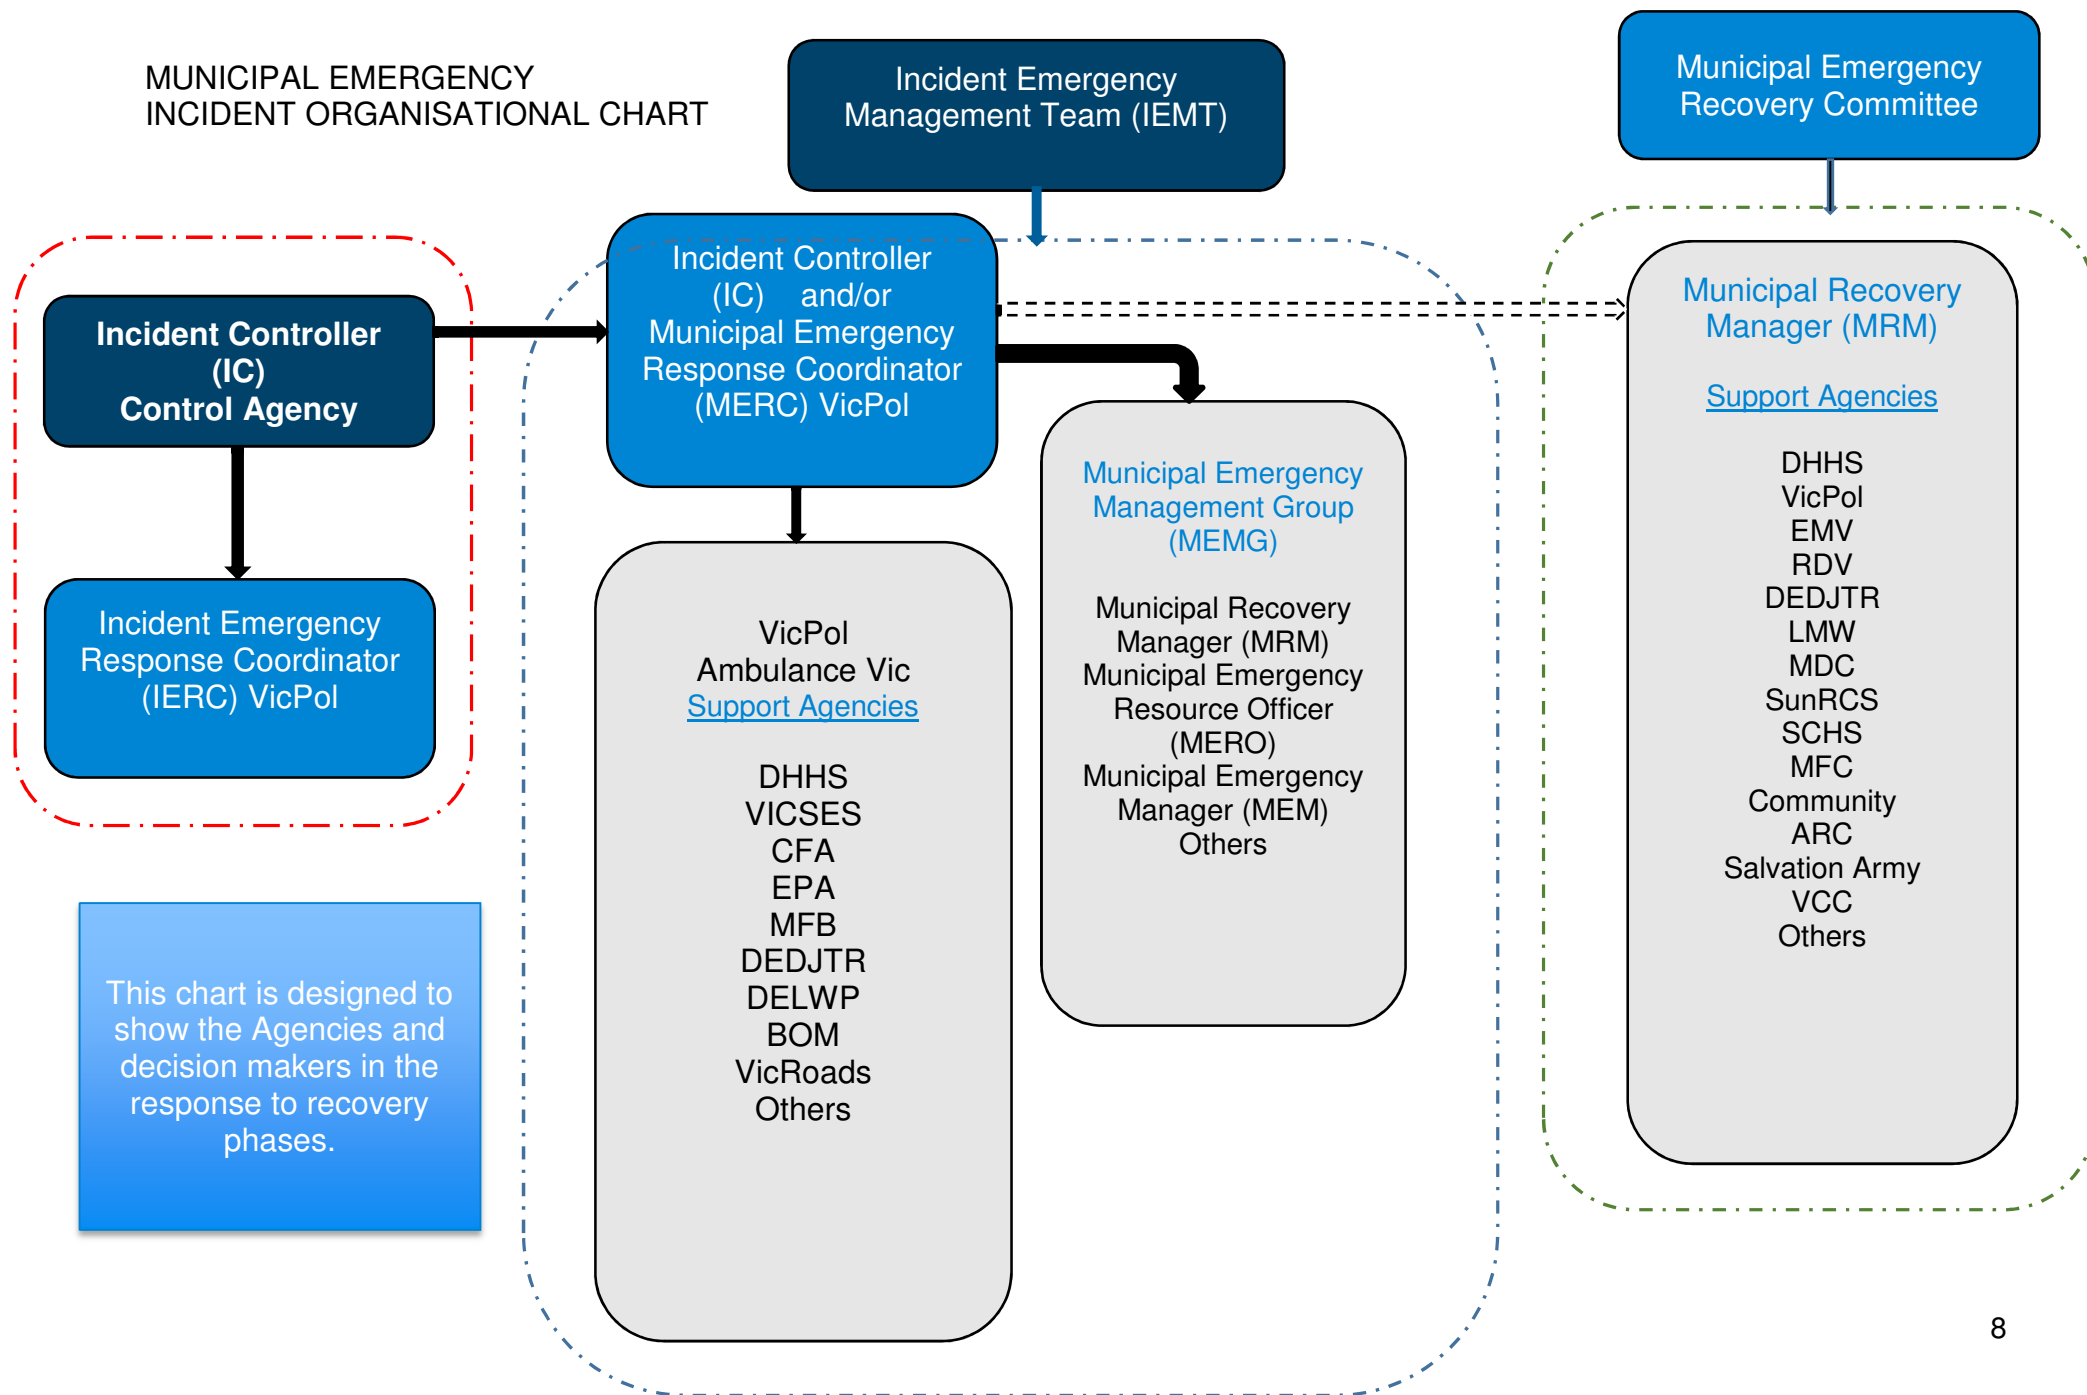 MUNICIPAL EMERGENCY
INCIDENT ORGANISATIONAL CHART
Incident Emergency
Management Team (IEMT)
Municipal Emergency
Recovery Committee
Incident Controller
(IC)
Control Agency
Incident Emergency
Response Coordinator
(IERC) VicPol
This chart is designed to
show the Agencies and
decision makers in the
response to recovery
phases.
Incident Controller
(IC) and/or
Municipal Emergency
Response Coordinator
(MERC) VicPol
VicPol
Ambulance Vic
Support Agencies
DHHS
VICSES
CFA
EPA
MFB
DEDJTR
DELWP
BOM
VicRoads
Others
Municipal Emergency
Management Group
(MEMG)
Municipal Recovery
Manager (MRM)
Municipal Emergency
Resource Officer
(MERO)
Municipal Emergency
Manager (MEM)
Others
Municipal Recovery
Manager (MRM)
Support Agencies
DHHS
VicPol
EMV
RDV
DEDJTR
LMW
MDC
SunRCS
SCHS
MFC
Community
ARC
Salvation Army
VCC
Others
8